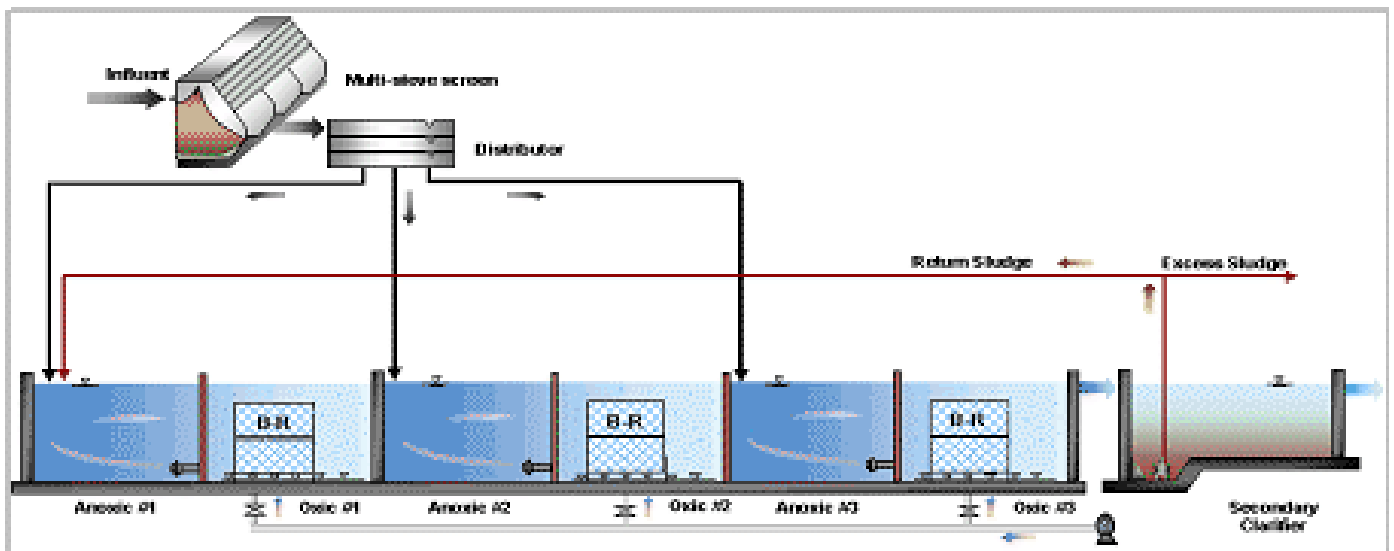 Influent
Multi-sieve screen
Distributor
Return Sludge
Excess Sludge
B-R
B-R
B-R
Anoxic #1
Oxic #1
Anoxic #2
Oxic #2
Anoxic #3
Oxic #3
Secondary
Clarifier